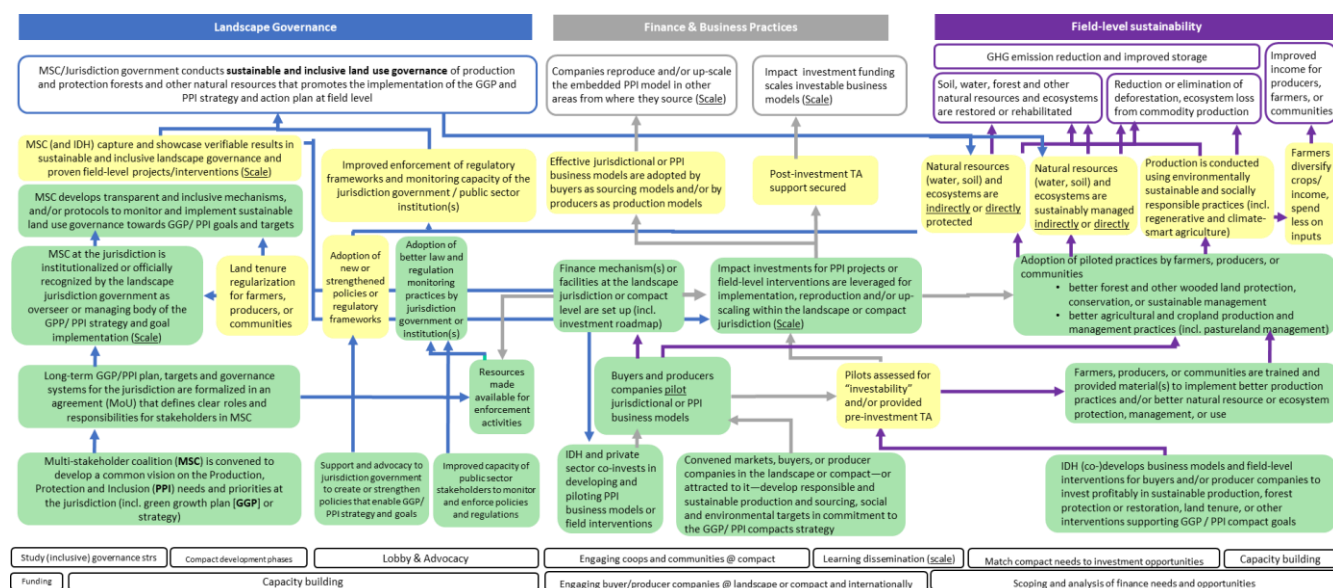 Landscape Governance
Finance & Business Practices
Field-level sustainability
MSC/Jurisdiction government conducts sustainable and inclusive land use governance of production
and protection forests and other natural resources that promotes the implementation of the GGP
and PPI strategy and action plan at field level
Companies reproduce and/or up-scale
the embedded PPI model in other
areas from where they source (Scale)
Impact investment funding
scales investable business
models (Scale)
GHG emission reduction and improved storage
Soil, water, forest and other
natural resources and ecosystems
are restored or rehabilitated
Reduction or elimination of
deforestation, ecosystem loss
from commodity production
Improved
income for
producers,
farmers, or
communities
MSC (and IDH) capture and showcase verifiable results in
sustainable and inclusive landscape governance and
proven field-level projects/interventions (Scale)
Improved enforcement of regulatory
frameworks and monitoring capacity of
the jurisdiction government / public sector
institution(s)
Effective jurisdictional or PPI
business models are adopted by
buyers as sourcing models and/or by
producers as production models
Post-investment TA
support secured
Natural resources
(water, soil) and
ecosystems are
indirectly or directly
protected
Natural resources
(water, soil) and
ecosystems are
sustainably managed
indirectly or directly
Production is conducted
using environmentally
sustainable and socially
responsible practices (incl.
regenerative and climate-
smart agriculture)
Farmers
diversify
crops/
income,
spend
less on
inputs
MSC develops transparent and inclusive mechanisms,
and/or protocols to monitor and implement sustainable
land use governance towards GGP/ PPI goals and targets
MSC at the jurisdiction is
institutionalized or officially
recognized by the landscape
jurisdiction government as
overseer or managing body of the
GPP/ PPI strategy and goal
implementation (Scale)
Land tenure
regularization
for farmers,
producers, or
communities
Adoption of
new or
strengthened
policies or
regulatory
frameworks
Adoption of
better law and
regulation
monitoring
practices by
jurisdiction
government or
institution(s)
Finance mechanism(s) or
facilities at the landscape
jurisdiction or compact
level are set up (incl.
investment roadmap)
Impact investments for PPI projects or
field-level interventions are leveraged for
implementation, reproduction and/or up-
scaling within the landscape or compact
jurisdiction (Scale)
Adoption of piloted practices by farmers, producers, or
communities
• better forest and other wooded land protection,
conservation, or sustainable management
• better agricultural and cropland production and
management practices (incl. pastureland management)
Long-term GGP/PPI plan, targets and governance
systems for the jurisdiction are formalized in an
agreement (MoU) that defines clear roles and
responsibilities for stakeholders in MSC
Resources
made
available for
enforcement
activities
Buyers and producers
companies pilot
jurisdictional or PPI
business models
Pilots assessed for
"investability"
and/or provided
pre-investment TA
Farmers, producers, or communities are trained and
provided material(s) to implement better production
practices and/or better natural resource or ecosystem
protection, management, or use
Multi-stakeholder coalition (MSC) is convened to
develop a common vision on the Production,
Protection and Inclusion (PPI) needs and priorities at
the jurisdiction (incl. green growth plan [GGP] or
strategy)
Support and advocacy to
jurisdiction government to
create or strengthen
policies that enable GGP/
PPI strategy and goals
Improved capacity of
public sector
stakeholders to monitor
and enforce policies
and regulations
IDH and private
sector co-invests in
developing and
piloting PPI
business models or
field interventions
Convened markets, buyers, or producer
companies in the landscape or compact—or
attracted to it—develop responsible and
sustainable production and sourcing, social
and environmental targets in commitment to
the GGP/ PPI compacts strategy
IDH (co-)develops business models and field-level
interventions for buyers and/or producer companies to
invest profitably in sustainable production, forest
protection or restoration, land tenure, or other
interventions supporting GGP / PPI compact goals
Study (inclusive) governance strs
Compact development phases
Lobby & Advocacy
Engaging coops and communities @ compact
Learning dissemination (scale)
Match compact needs to investment opportunities
Capacity building
Funding
Capacity building
Engaging buyer/producer companies @ landscape or compact and internationally
Scoping and analysis of finance needs and opportunities